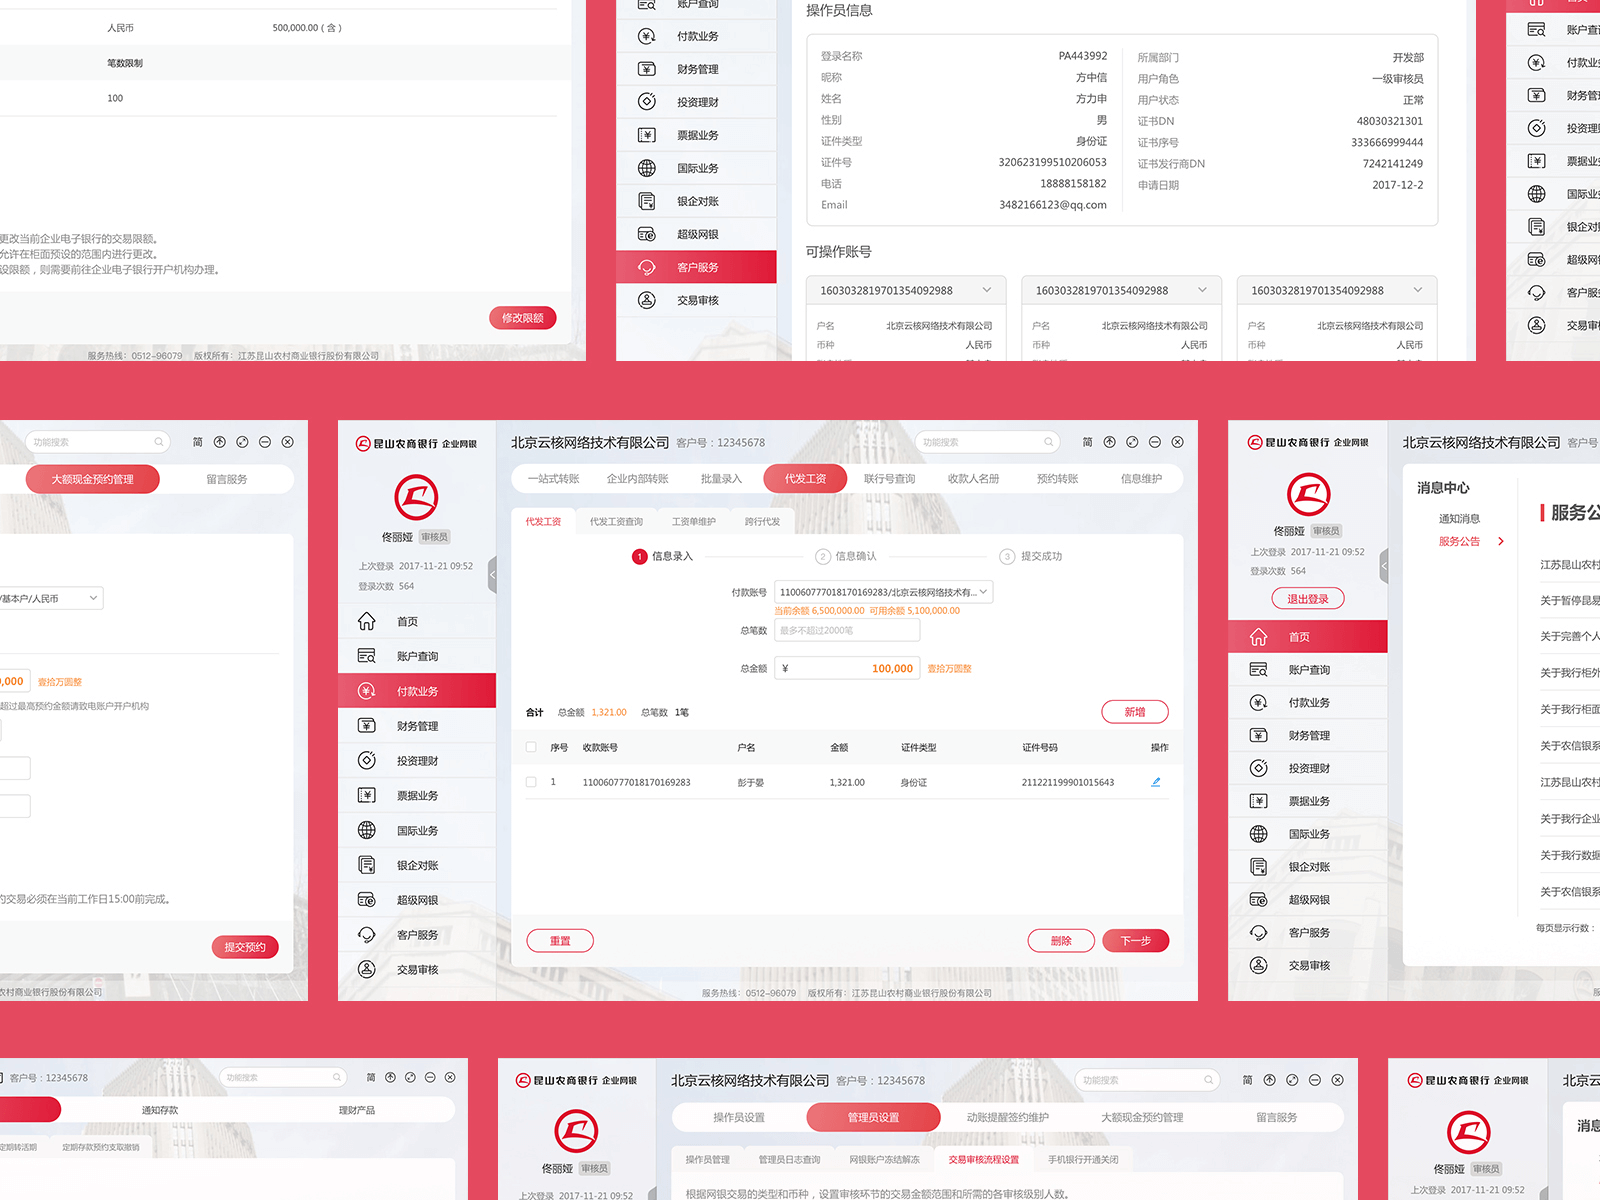 人民币
500,000.00 ( 含 )
笔数限制
100
更改当前企业电子银行的交易限额。
允许在柜面预设的范围内进行更改。
设限额，则需要前往企业电子银行开户机构办理。
修改限额
服务热线：0512-96079 版权所有：江苏昆山农村商业银行股份有限公司
账户查询
付款业务
财务管理
投资理财
票据业务
国际业务
银企对账
超级网银
客户服务
交易审核
操作员信息
登录名称 PA443992
昵称 方中信
姓名 方力申
性别 男
证件类型 身份证
证件号 320623199510206053
电话 18888158182
Email 3482166123@qq.com
所属部门 开发部
用户角色 一级审核员
用户状态 正常
证书DN 48030321301
证书序号 333666999444
证书发行商DN 7242141249
申请日期 2017-12-2
可操作账号
1603032819701354092988
户名 北京云核网络技术有限公司
币种 人民币
1603032819701354092988
户名 北京云核网络技术有限公司
币种 人民币
1603032819701354092988
户名 北京云核网络技术有限公司
币种 人民币
账户查
付款业
财务管
投资理
票据业
国际业
银企对
超级网
客户服
交易审
功能搜索
简
大额现金预约管理
留言服务
/基本户/人民币
,000 壹拾万圆整
超过最高预约金额请致电账户开户机构
的交易必须在当前工作日15:00前完成。
提交预约
农村商业银行股份有限公司
昆山农商银行 企业网银
佟丽娅 审核员
上次登录 2017-11-21 09:52
登录次数 564
首页
账户查询
付款业务
财务管理
投资理财
票据业务
国际业务
银企对账
超级网银
客户服务
交易审核
北京云核网络技术有限公司 客户号：12345678
功能搜索
简
一站式转账 企业内部转账 批量录入 代发工资 联行号查询 收款人名册 预约转账 信息维护
代发工资 代发工资查询 工资单维护 跨行代发
1 信息录入 2 信息确认 3 提交成功
付款账号 110060777018170169283/北京云核网络技术有...
当前余额 6,500,000.00 可用余额 5,100,000.00
总笔数 最多不超过2000笔
总金额 ¥ 100,000 壹拾万圆整
合计 总金额 1,321.00 总笔数 1笔
新增
序号 收款账号 户名 金额 证件类型 证件号码 操作
1 110060777018170169283 彭于晏 1,321.00 身份证 211221199901015643
重置 删除 下一步
服务热线：0512-96079 版权所有：江苏昆山农村商业银行股份有限公司
昆山农商银行 企业网银
佟丽娅 审核员
上次登录 2017-11-21 09:52
登录次数 564
退出登录
首页
账户查询
付款业务
财务管理
投资理财
票据业务
国际业务
银企对账
超级网银
客户服务
交易审核
北京云核网络技术有限公司 客户号
消息中心
通知消息
服务公告
服务公
江苏昆山农村
关于暂停昆易
关于完善个人
关于我行柜外
关于我行柜面
关于农信银系
江苏昆山农村
关于我行企业
关于我行数据
关于农信银系
每页显示行数：
客户号：12345678
功能搜索
简
通知存款
理财产品
定期转活期 定期存款预约支取撤销
昆山农商银行 企业网银
佟丽娅 审核员
上次登录 2017-11-21 09:52
北京云核网络技术有限公司 客户号：12345678
功能搜索
简
操作员设置 管理员设置 动账提醒签约维护 大额现金预约管理 留言服务
操作员管理 管理员日志查询 网银账户冻结解冻 交易审核流程设置 手机银行开通关闭
根据网银交易的类型和币种，设置审核环节的交易金额范围和所需的各审核级别人数。
昆山农商银行 企业网银
佟丽娅 审核员
上次登录 2017-11-21 09:52
北京云
消息